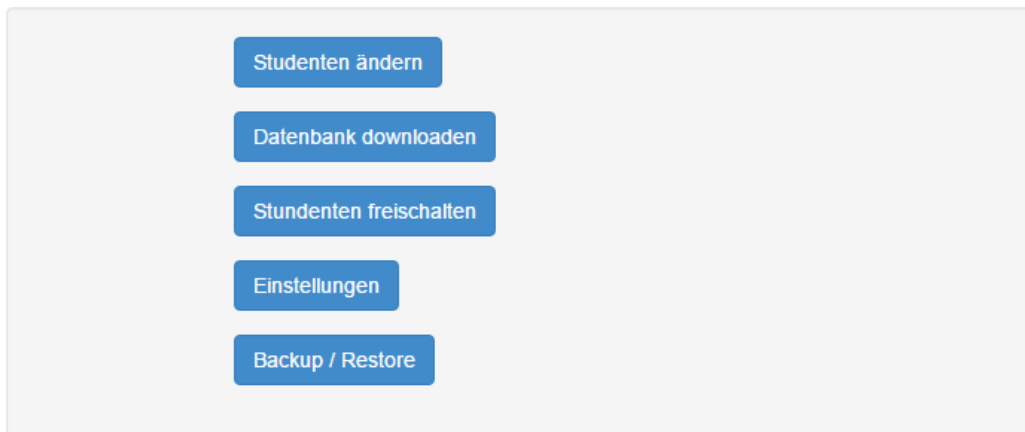 Studenten ändern
Datenbank downloaden
Stundenten freischalten
Einstellungen
Backup / Restore